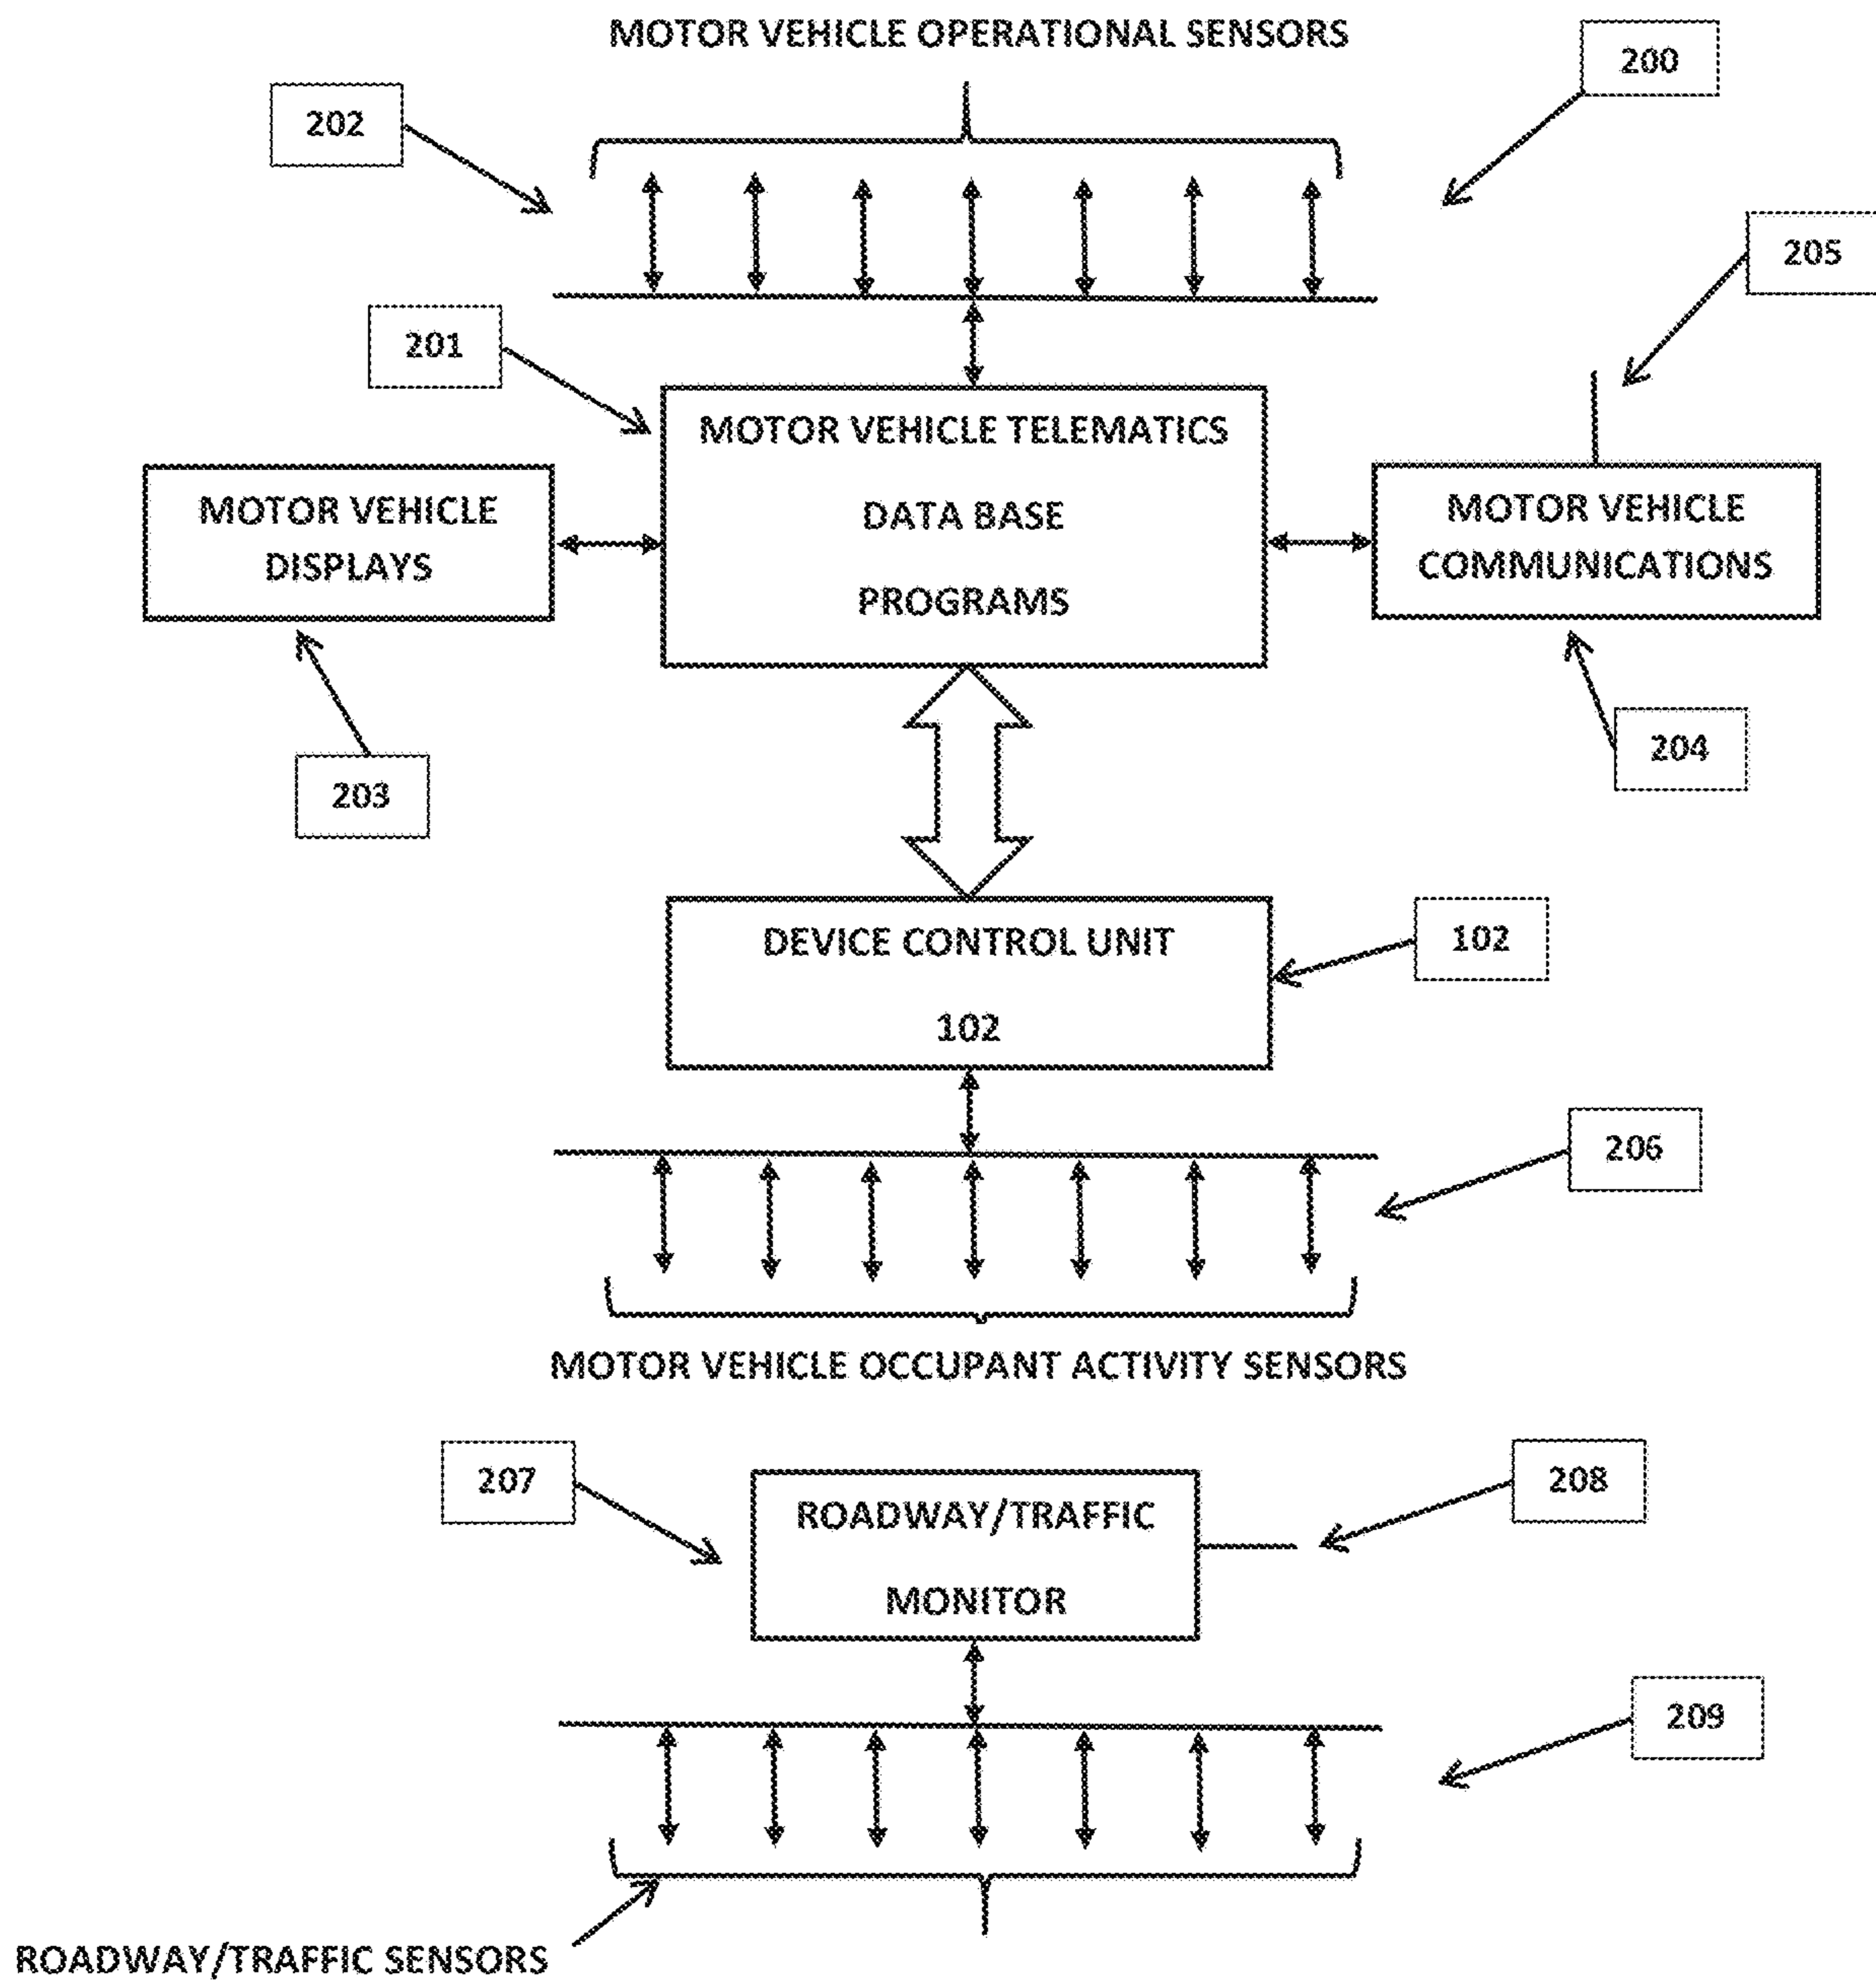 MOTOR VEHICLE OPERATIONAL SENSORS
200
202
205
201
MOTOR VEHICLE TELEMATICS
DATA BASE
PROGRAMS
MOTOR VEHICLE
DISPLAYS
MOTOR VEHICLE
COMMUNICATIONS
203
204
DEVICE CONTROL UNIT
102
102
206
MOTOR VEHICLE OCCUPANT ACTIVITY SENSORS
207
ROADWAY/TRAFFIC
MONITOR
208
209
ROADWAY/TRAFFIC SENSORS